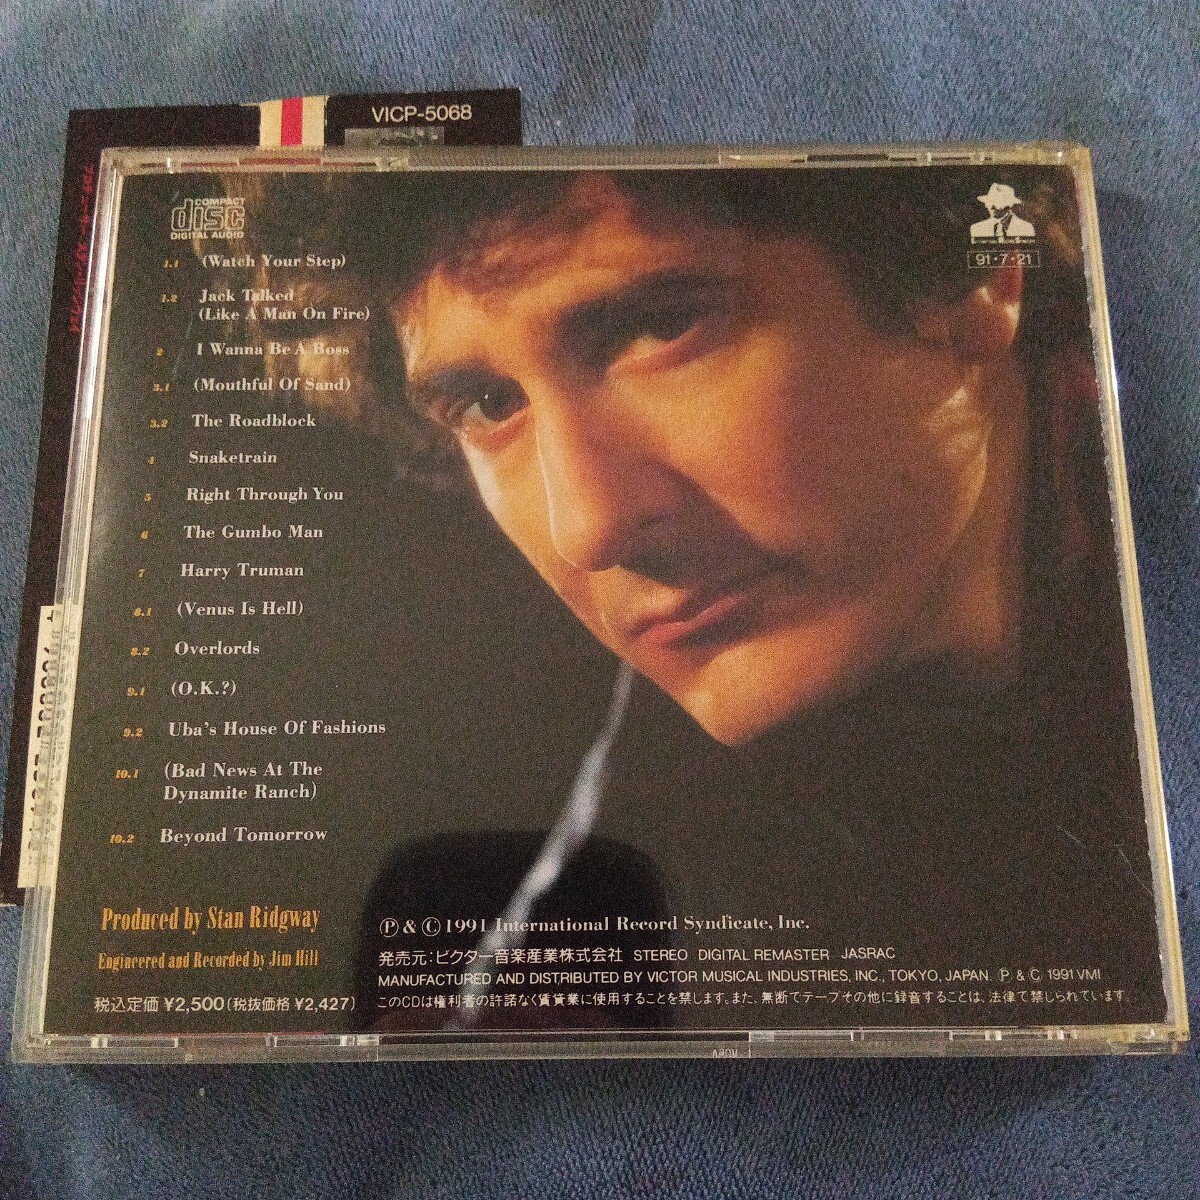 VICP-5068
COMPACT
disc
DIGITAL AUDIO
91・7・21
1.1 (Watch Your Step)
1.2 Jack Talked
(Like A Man On Fire)
2 I Wanna Be A Boss
3.1 (Mouthful Of Sand)
3.2 The Roadblock
4 Snaketrain
5 Right Through You
6 The Gumbo Man
7 Harry Truman
8.1 (Venus Is Hell)
8.2 Overlords
9.1 (O.K.?)
9.2 Uba's House Of Fashions
10.1 (Bad News At The
Dynamite Ranch)
10.2 Beyond Tomorrow
Produced by Stan Ridgway
Engineered and Recorded by Jim Hill
税込定価 ¥2,500(税抜価格 ¥2,427)
Ⓟ & Ⓒ 1991 International Record Syndicate, Inc.
発売元:ビクター音楽産業株式会社 STEREO DIGITAL REMASTER JASRAC
MANUFACTURED AND DISTRIBUTED BY VICTOR MUSICAL INDUSTRIES, INC., TOKYO, JAPAN. Ⓟ & Ⓒ 1991 VMI
このCDは権利者の許諾なく賃貸業に使用することを禁じます。また、無断でテープその他に録音することは、法律で禁じられています。